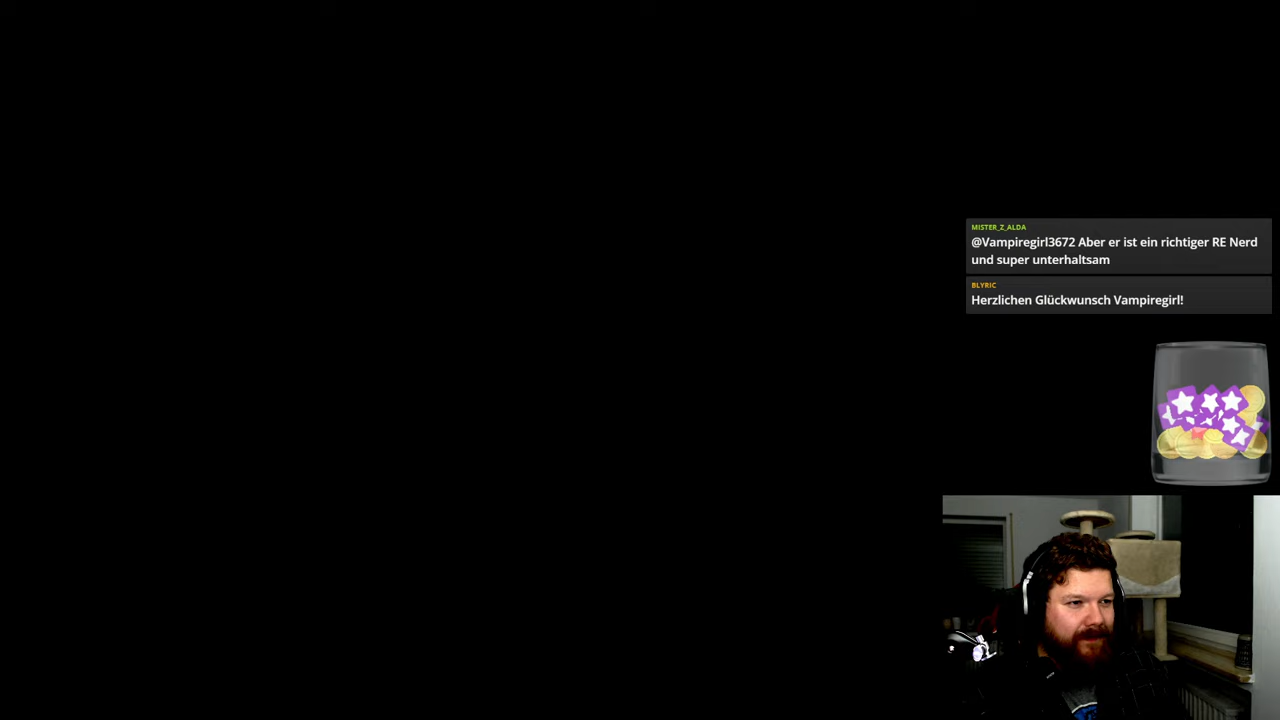 MISTER_Z_ALDA
@Vampiregirl3672 Aber er ist ein richtiger RE Nerd
und super unterhaltsam
BLYRIC
Herzlichen Glückwunsch Vampiregirl!